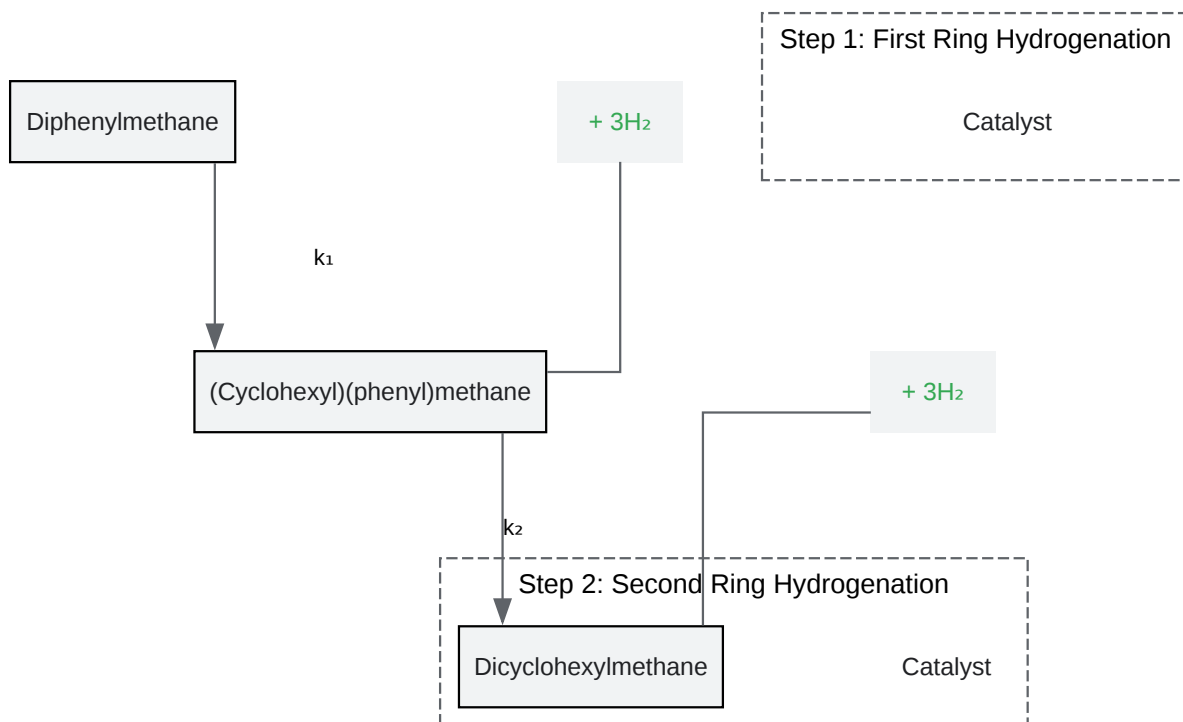 Step 1: First Ring Hydrogenation
Diphenylmethane
+ 3H₂
Catalyst
k₁
(Cyclohexyl)(phenyl)methane
+ 3H₂
k₂
Step 2: Second Ring Hydrogenation
Dicyclohexylmethane
Catalyst